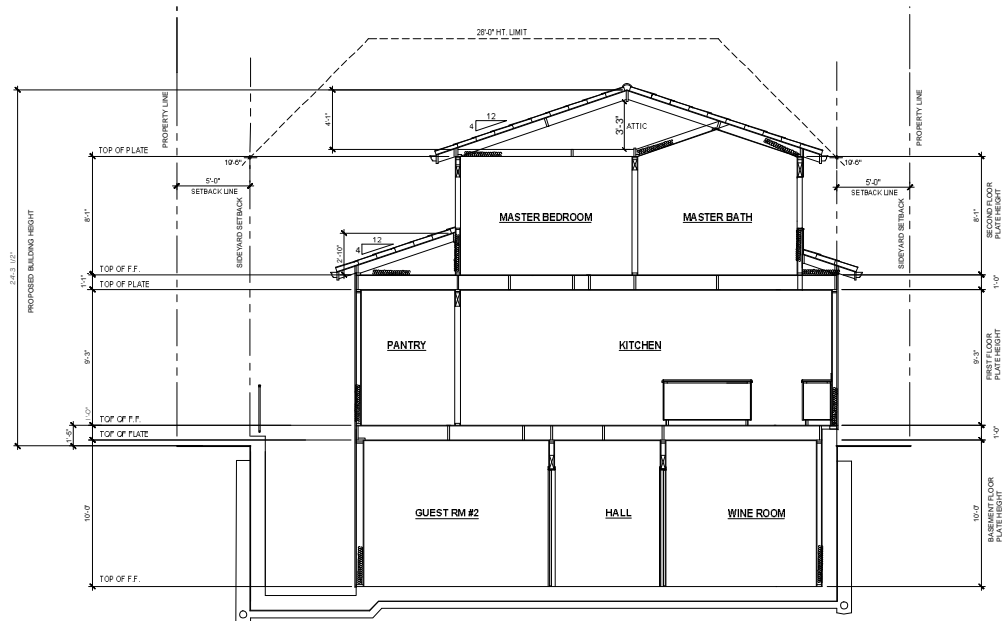 28'-0" HT. LIMIT
PROPERTY LINE
PROPERTY LINE
4'-1"
12
4
3'-3"
ATTIC
TOP OF PLATE
19'-6"
19'-6"
5'-0"
SETBACK LINE
5'-0"
SETBACK LINE
8'-1"
SIDEYARD SETBACK
MASTER BEDROOM
MASTER BATH
SIDEYARD SETBACK
8'-1"
SECOND FLOOR
PLATE HEIGHT
24'-3 1/2"
PROPOSED BUILDING HEIGHT
12
4
2'-10"
TOP OF F.F.
1'-1"
TOP OF PLATE
1'-0"
9'-3"
PANTRY
KITCHEN
9'-3"
FIRST FLOOR
PLATE HEIGHT
1'-0"
TOP OF F.F.
1'-6"
TOP OF PLATE
1'-0"
10'-0"
GUEST RM #2
HALL
WINE ROOM
10'-0"
BASEMENT FLOOR
PLATE HEIGHT
TOP OF F.F.